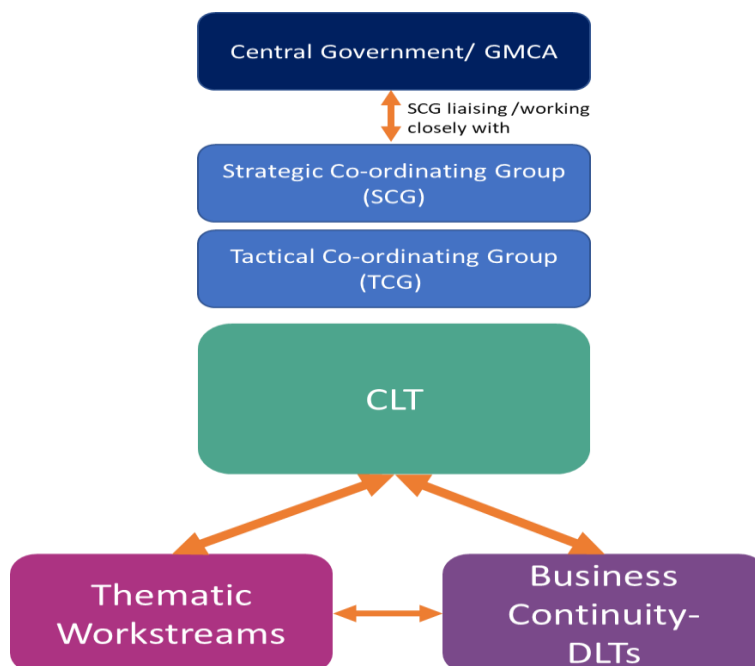 Central Government/ GMCA
SCG liaising /working
closely with
Strategic Co-ordinating Group
(SCG)
Tactical Co-ordinating Group
(TCG)
CLT
Thematic
Workstreams
Business
Continuity-
DLTs